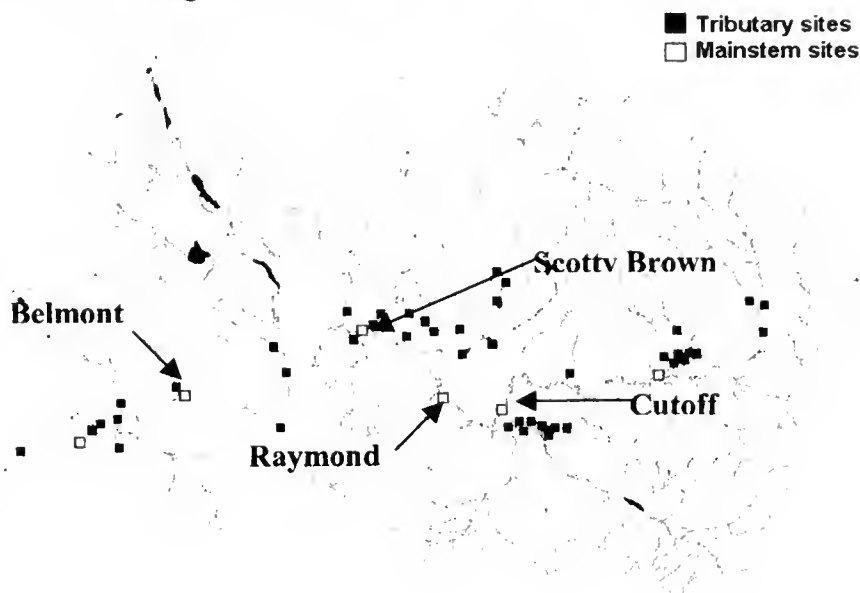 Tributary sites
Mainstem sites
Scotty Brown
Belmont
Cutoff
Raymond